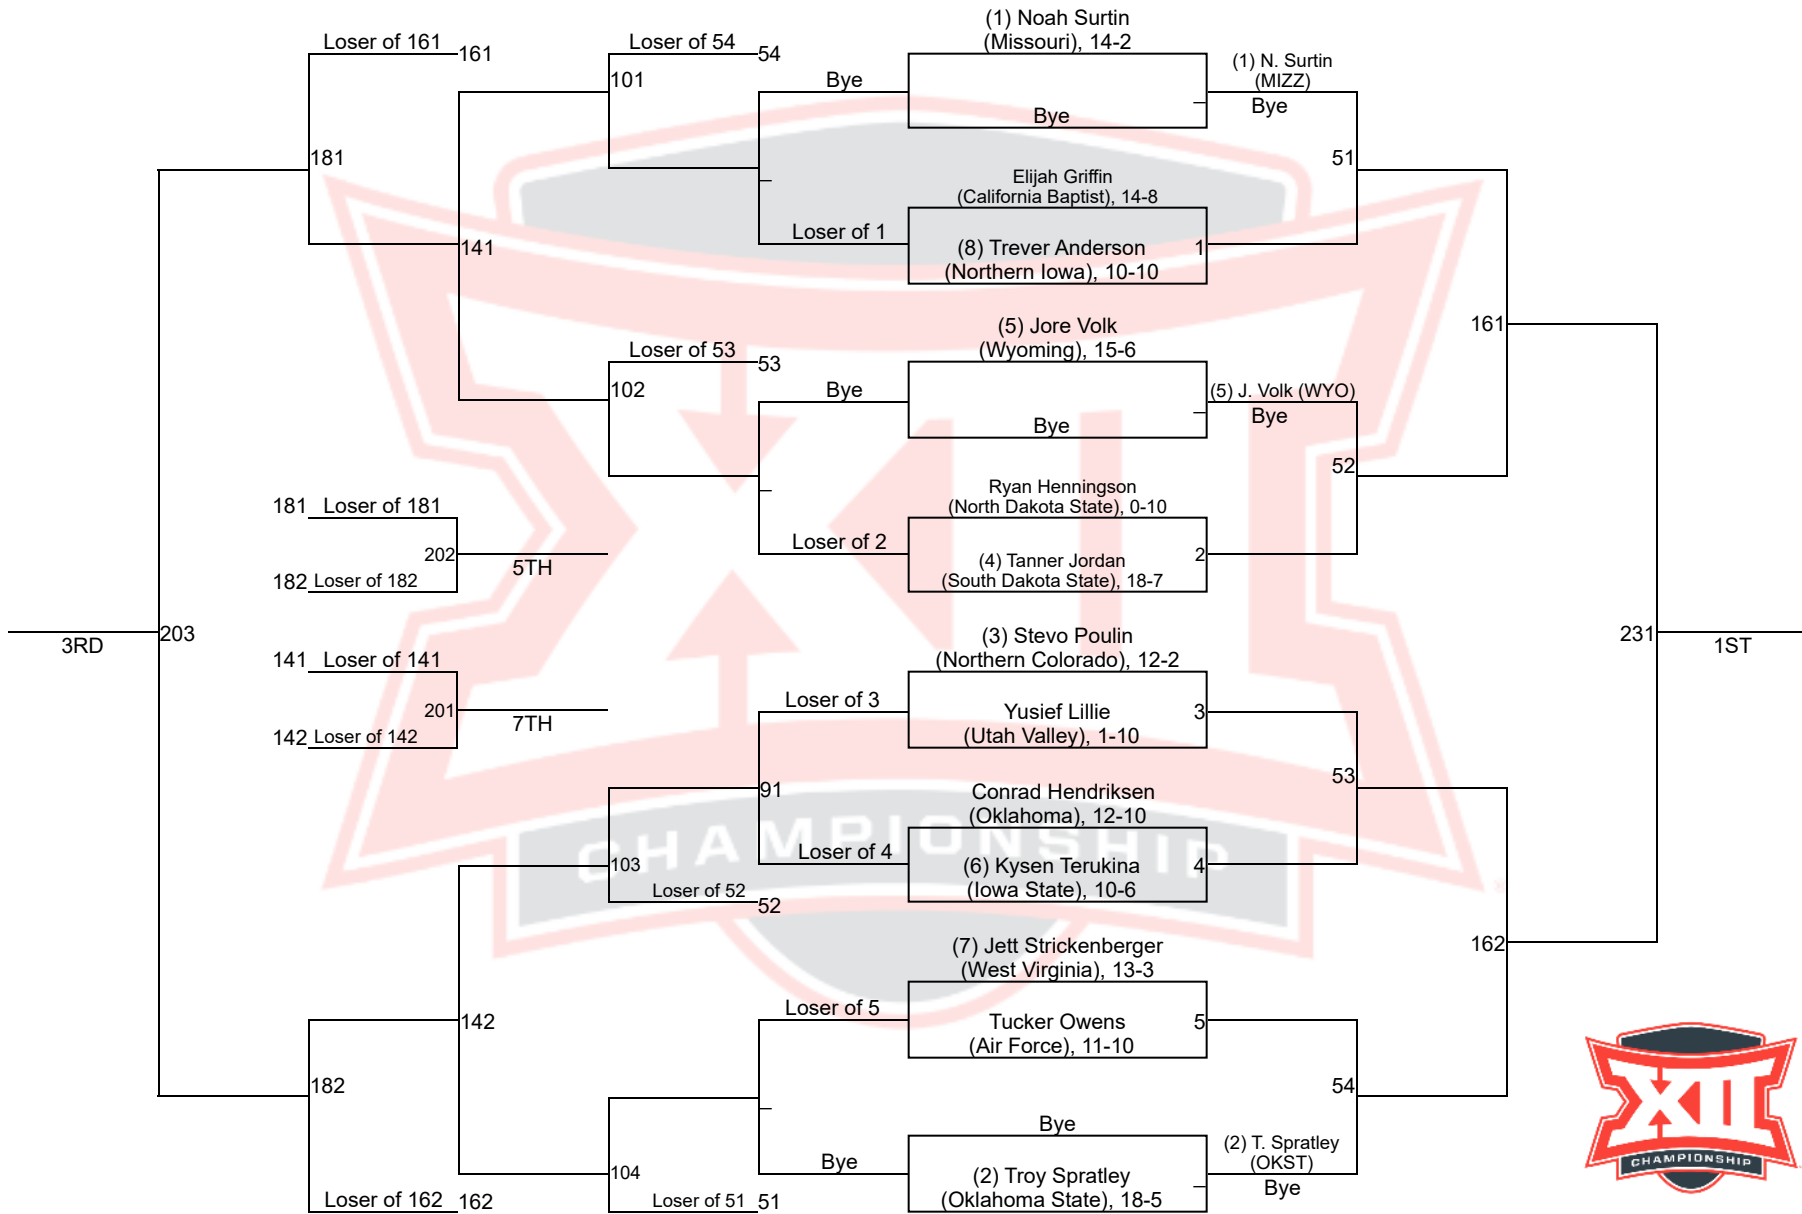 Loser of 161
161
181
141
Loser of 54
54
101
Bye
Loser of 1
(1) Noah Surtin
(Missouri), 14-2
Bye
(1) N. Surtin
(MIZZ)
Bye
Elijah Griffin
(California Baptist), 14-8
(8) Trever Anderson
(Northern Iowa), 10-10
1
51
Loser of 53
53
102
Bye
Loser of 2
(5) Jore Volk
(Wyoming), 15-6
Bye
(5) J. Volk (WYO)
Bye
Ryan Henningson
(North Dakota State), 0-10
(4) Tanner Jordan
(South Dakota State), 18-7
2
52
161
181 Loser of 181
202
5TH
182 Loser of 182
3RD
203
141 Loser of 141
201
7TH
142 Loser of 142
231
1ST
Loser of 3
91
Loser of 4
103
Loser of 52
52
(3) Stevo Poulin
(Northern Colorado), 12-2
Yusief Lillie
(Utah Valley), 1-10
3
Conrad Hendriksen
(Oklahoma), 12-10
(6) Kysen Terukina
(Iowa State), 10-6
4
53
162
142
182
Loser of 162
162
Loser of 5
Bye
104
Loser of 51
51
(7) Jett Strickenberger
(West Virginia), 13-3
Tucker Owens
(Air Force), 11-10
5
54
Bye
(2) Troy Spratley
(Oklahoma State), 18-5
(2) T. Spratley
(OKST)
Bye
XII
CHAMPIONSHIP
XII
CHAMPIONSHIP